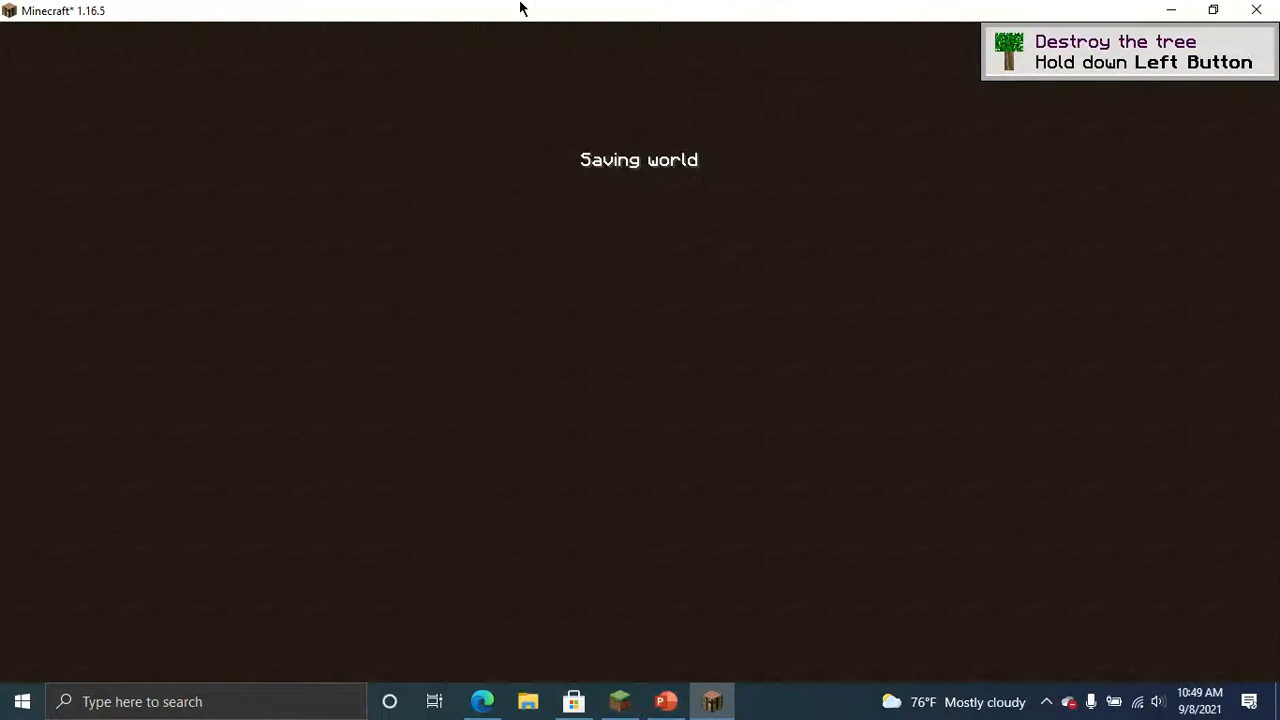 Minecraft* 1.16.5
Destroy the tree
Hold down Left Button
Saving world
Type here to search
76°F Mostly cloudy
10:49 AM
9/8/2021